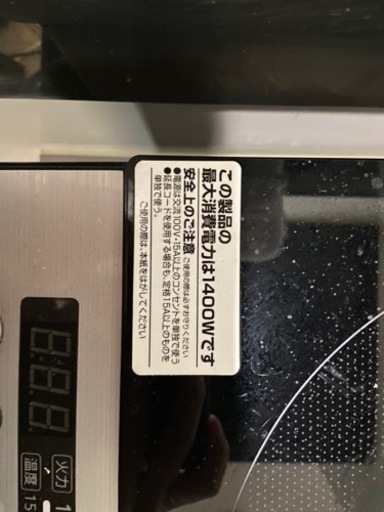 この製品の
最大消費電力は1400Wです
安全上のご注意 ご使用の際は必ずお守りください
●電源は交流100V・15A以上のコンセントを単独で使う
●延長コードを使用する場合も、定格15A以上のものを
単独で使う。
ご使用の際は、本紙をはがしてください
8.8.8
火力
温度
1
15